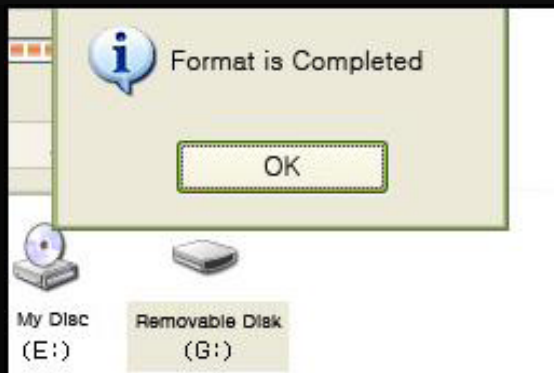 Format is Completed
OK
My Disc
(E:)
Removable Disk
(G:)